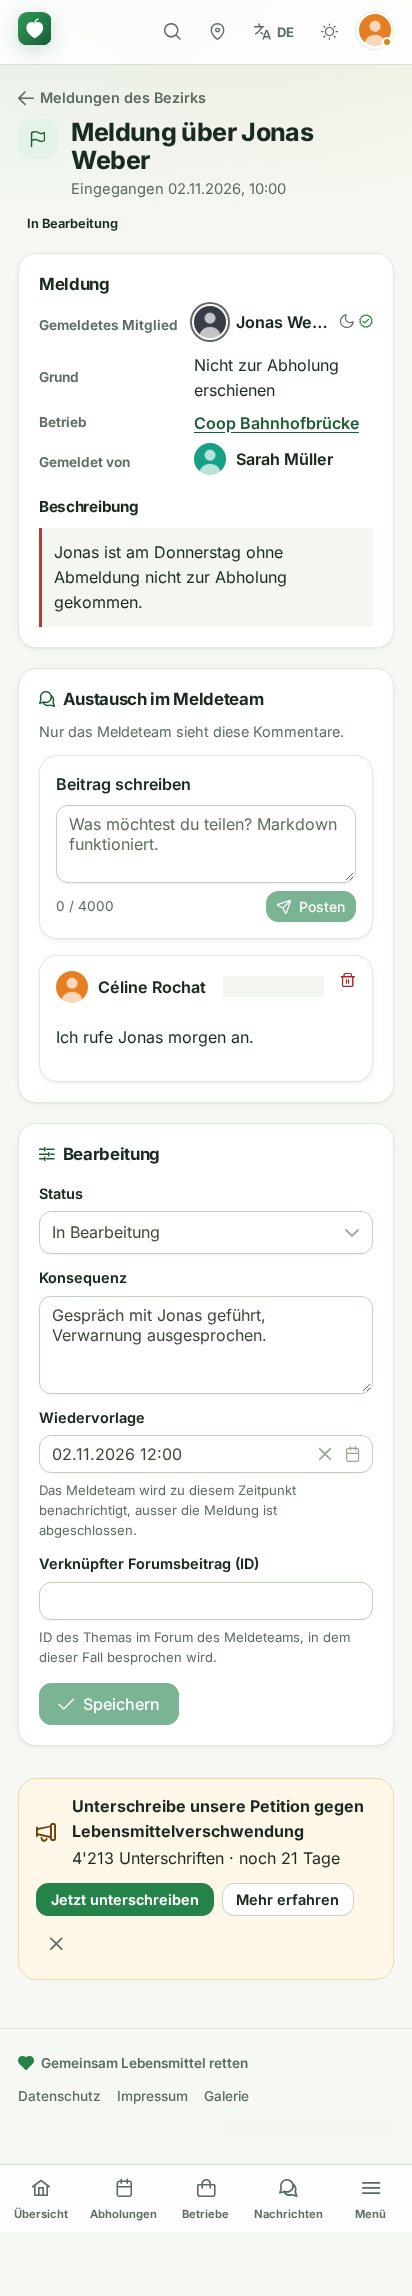 DE
Meldungen des Bezirks
Meldung über Jonas
Weber
Eingegangen 02.11.2026, 10:00
In Bearbeitung
Meldung
Gemeldetes Mitglied
Jonas We…
Grund
Nicht zur Abholung
erschienen
Betrieb
Coop Bahnhofbrücke
Gemeldet von
Sarah Müller
Beschreibung
Jonas ist am Donnerstag ohne
Abmeldung nicht zur Abholung
gekommen.
Austausch im Meldeteam
Nur das Meldeteam sieht diese Kommentare.
Beitrag schreiben
Was möchtest du teilen? Markdown
funktioniert.
0 / 4000
Posten
Céline Rochat
Ich rufe Jonas morgen an.
Bearbeitung
Status
In Bearbeitung
Konsequenz
Gespräch mit Jonas geführt,
Verwarnung ausgesprochen.
Wiedervorlage
02.11.2026 12:00
Das Meldeteam wird zu diesem Zeitpunkt
benachrichtigt, ausser die Meldung ist
abgeschlossen.
Verknüpfter Forumsbeitrag (ID)
ID des Themas im Forum des Meldeteams, in dem
dieser Fall besprochen wird.
Speichern
Unterschreibe unsere Petition gegen
Lebensmittelverschwendung
4'213 Unterschriften · noch 21 Tage
Jetzt unterschreiben
Mehr erfahren
Gemeinsam Lebensmittel retten
Datenschutz Impressum Galerie
Übersicht Abholungen Betriebe Nachrichten Menü